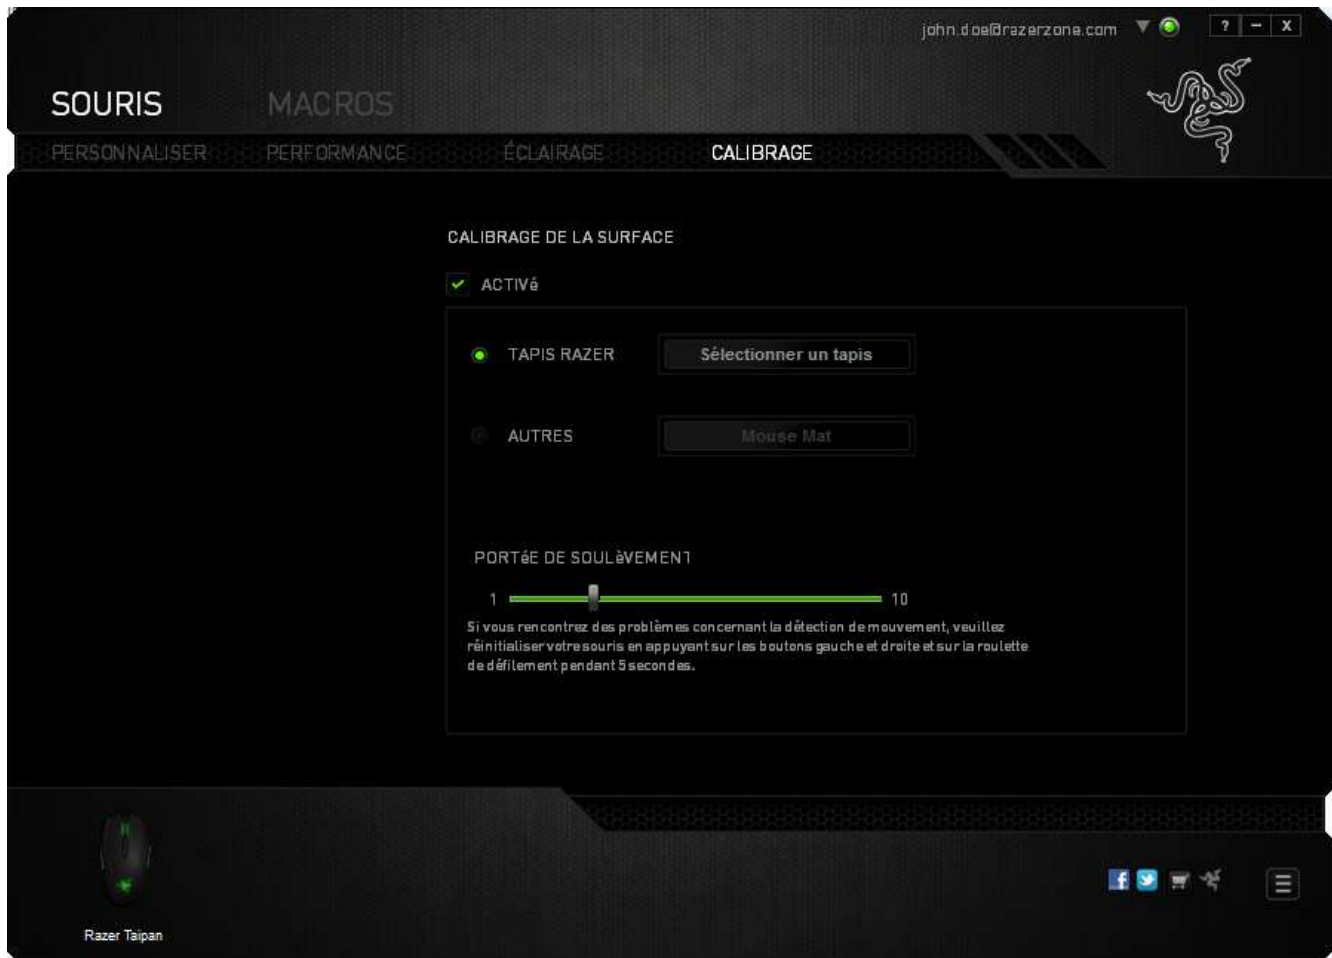 john.doe@razerzone.com
? – X
SOURIS MACROS
PERSONNALISER PERFORMANCE ÉCLAIRAGE CALIBRAGE
CALIBRAGE DE LA SURFACE
ACTIVé
TAPIS RAZER Sélectionner un tapis
AUTRES Mouse Mat
PORTéE DE SOULèVEMENT
1 10
Si vous rencontrez des problèmes concernant la détection de mouvement, veuillez
réinitialiser votre souris en appuyant sur les boutons gauche et droite et sur la roulette
de défilement pendant 5 secondes.
Razer Taipan